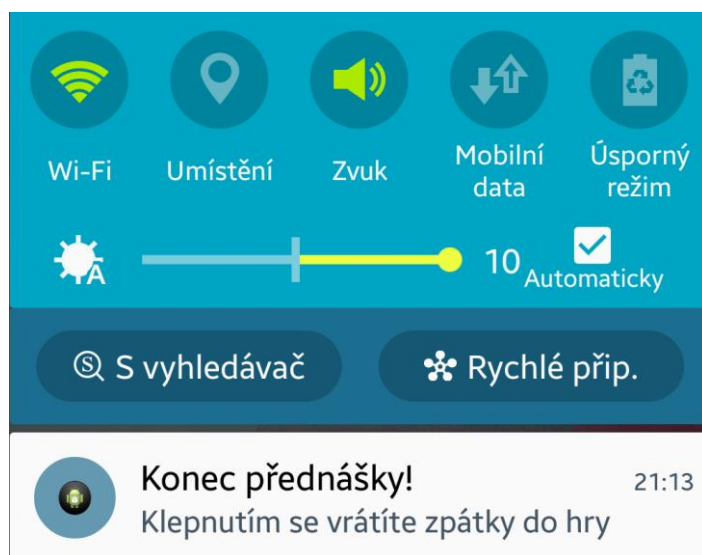 Wi-Fi
Umístění
Zvuk
Mobilní
data
Úsporný
režim
A
10
Automaticky
S vyhledávač
Rychlé přip.
Konec přednášky!
21:13
Klepnutím se vrátíte zpátky do hry